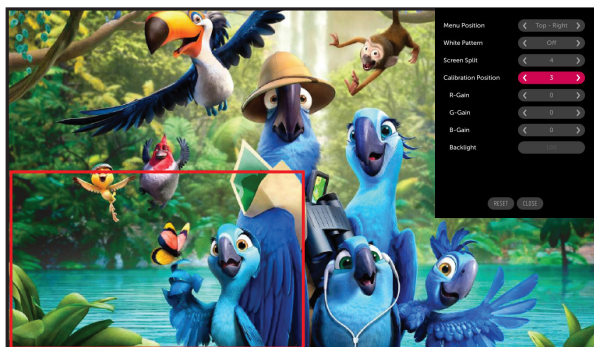 Menu Position Top - Right
White Pattern Off
Screen Split 4
Calibration Position 3
R-Gain 0
G-Gain 0
B-Gain 0
Backlight
RESET CLOSE